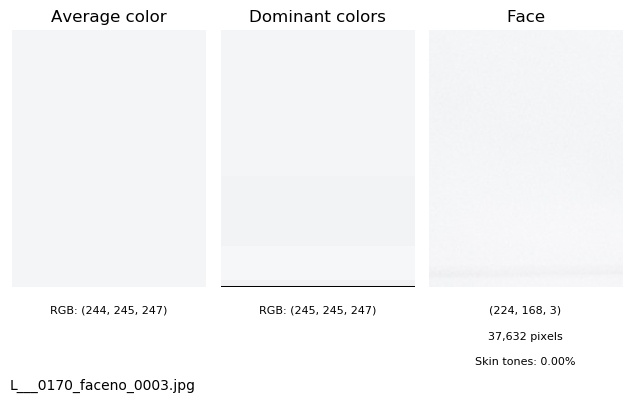 Average color
Dominant colors
Face
RGB: (244, 245, 247)
RGB: (245, 245, 247)
(224, 168, 3)
37,632 pixels
Skin tones: 0.00%
L___0170_faceno_0003.jpg